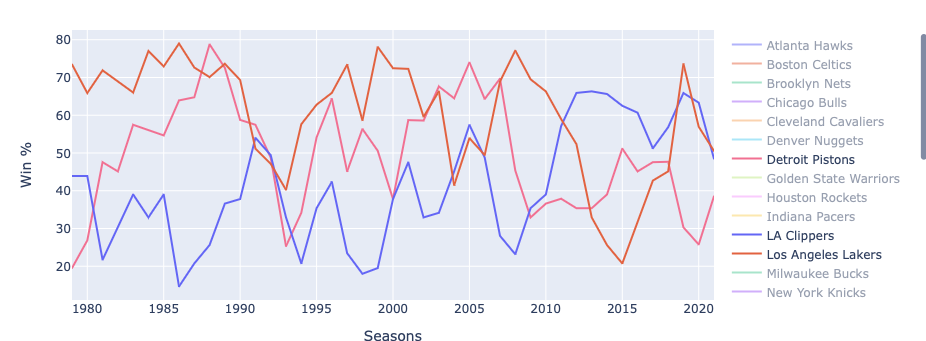 80
70
60
50
40
30
20
Win %
1980
1985
1990
1995
2000
2005
2010
2015
2020
Seasons
Atlanta Hawks
Boston Celtics
Brooklyn Nets
Chicago Bulls
Cleveland Cavaliers
Denver Nuggets
Detroit Pistons
Golden State Warriors
Houston Rockets
Indiana Pacers
LA Clippers
Los Angeles Lakers
Milwaukee Bucks
New York Knicks